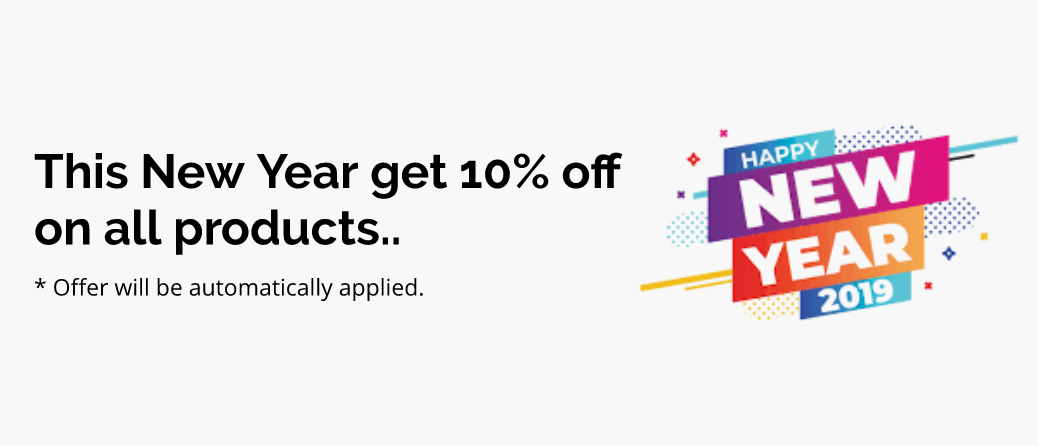 This New Year get 10% off
on all products..
* Offer will be automatically applied.
HAPPY
NEW
YEAR
2019